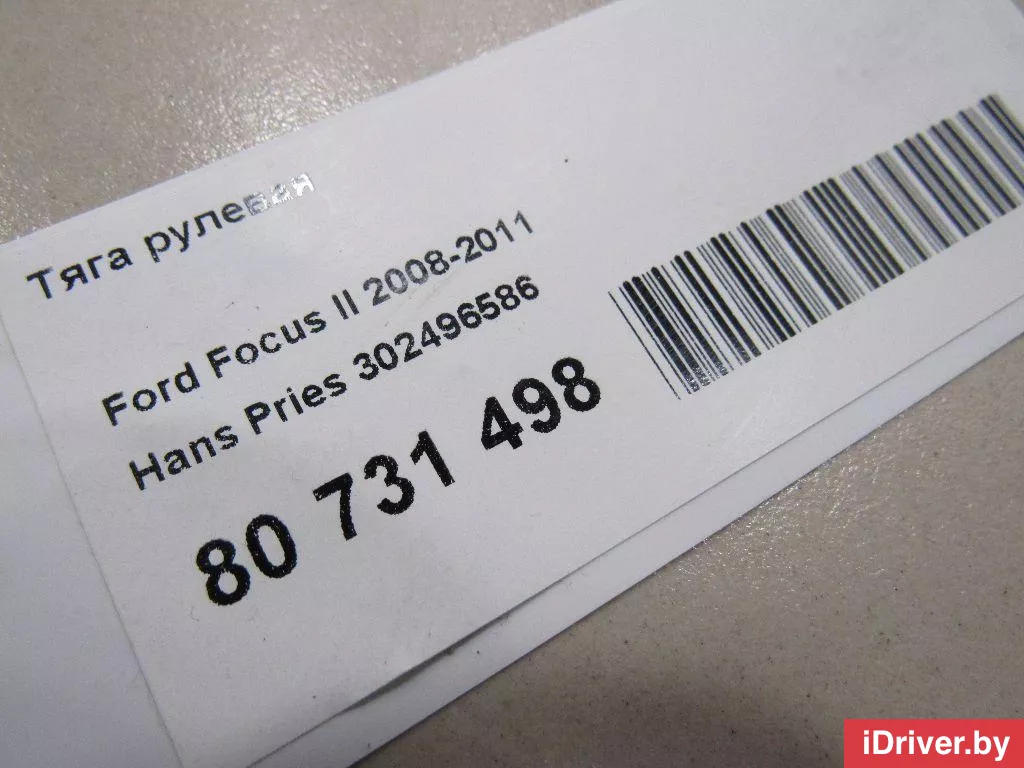 Тяга рулевая
Ford Focus II 2008-2011
Hans Pries 302496586
80 731 498
iDriver.by